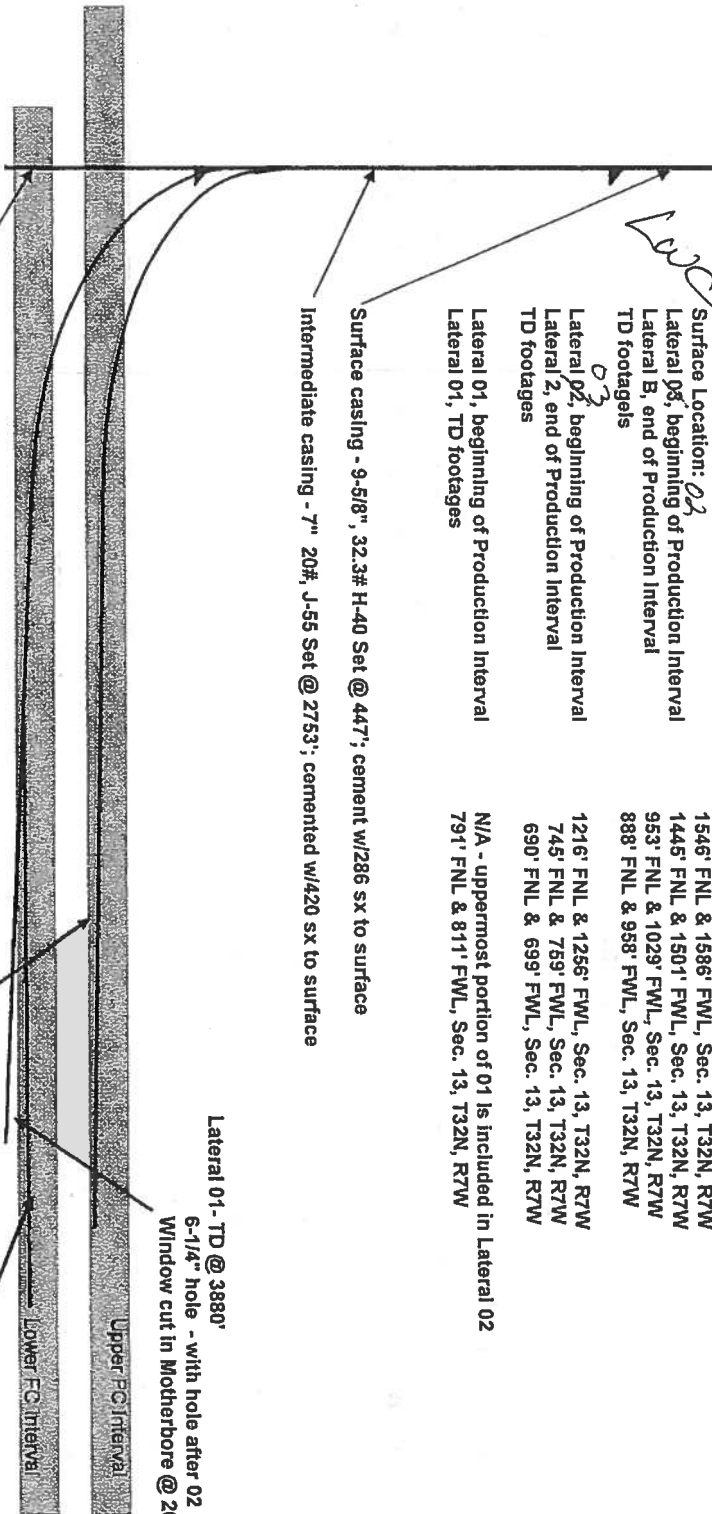 Surface Location:
1546' FNL & 1586' FWL, Sec. 13, T32N, R7W
02
Lateral 03, beginning of Production Interval
1445' FNL & 1501' FWL, Sec. 13, T32N, R7W
Lateral B, end of Production Interval
953' FNL & 1029' FWL, Sec. 13, T32N, R7W
TD footagels
888' FNL & 958' FWL, Sec. 13, T32N, R7W
03
Lateral 02, beginning of Production Interval
1216' FNL & 1256' FWL, Sec. 13, T32N, R7W
Lateral 2, end of Production Interval
745' FNL & 759' FWL, Sec. 13, T32N, R7W
TD footages
690' FNL & 699' FWL, Sec. 13, T32N, R7W
Lateral 01, beginning of Production Interval
N/A - uppermost portion of 01 is included in Lateral 02
Lateral 01, TD footages
791' FNL & 811' FWL, Sec. 13, T32N, R7W
Surface casing - 9-5/8", 32.3# H-40 Set @ 447'; cement w/286 sx to surface
Intermediate casing - 7" 20#, J-55 Set @ 2753'; cemented w/420 sx to surface
Lateral 01- TD @ 3880'
6-1/4" hole - with hole after 02
Window cut in Motherbore @
Upper FC Interval
Lower FC Interval